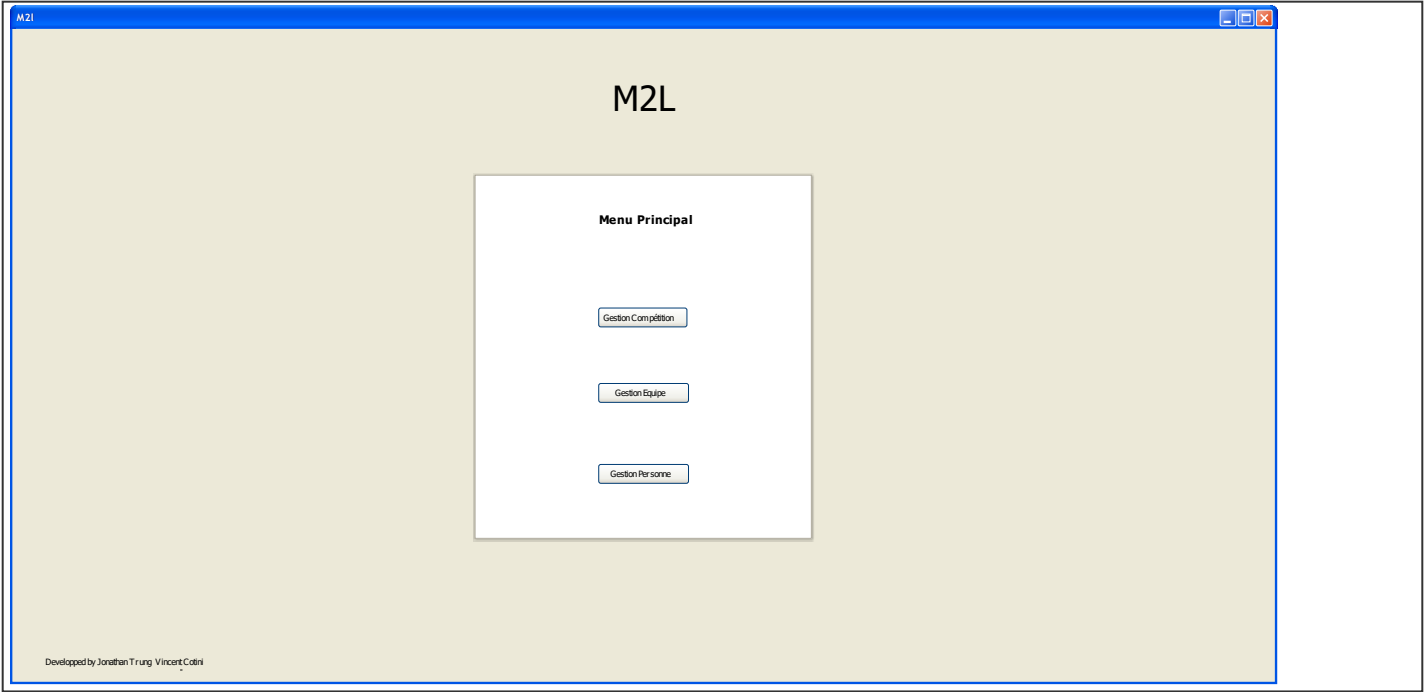 M2l
M2L
Menu Principal
Gestion Compétition
Gestion Equipe
Gestion Personne
Developped by Jonathan Trung Vincent Cotini